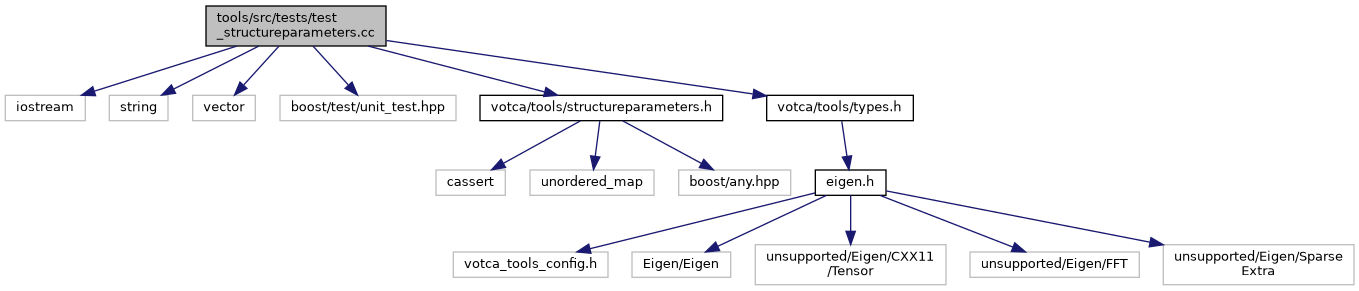 tools/src/tests/test
_structureparameters.cc
iostream
string
vector
boost/test/unit_test.hpp
votca/tools/structureparameters.h
votca/tools/types.h
cassert
unordered_map
boost/any.hpp
eigen.h
votca_tools_config.h
Eigen/Eigen
unsupported/Eigen/CXX11
/Tensor
unsupported/Eigen/FFT
unsupported/Eigen/Sparse
Extra